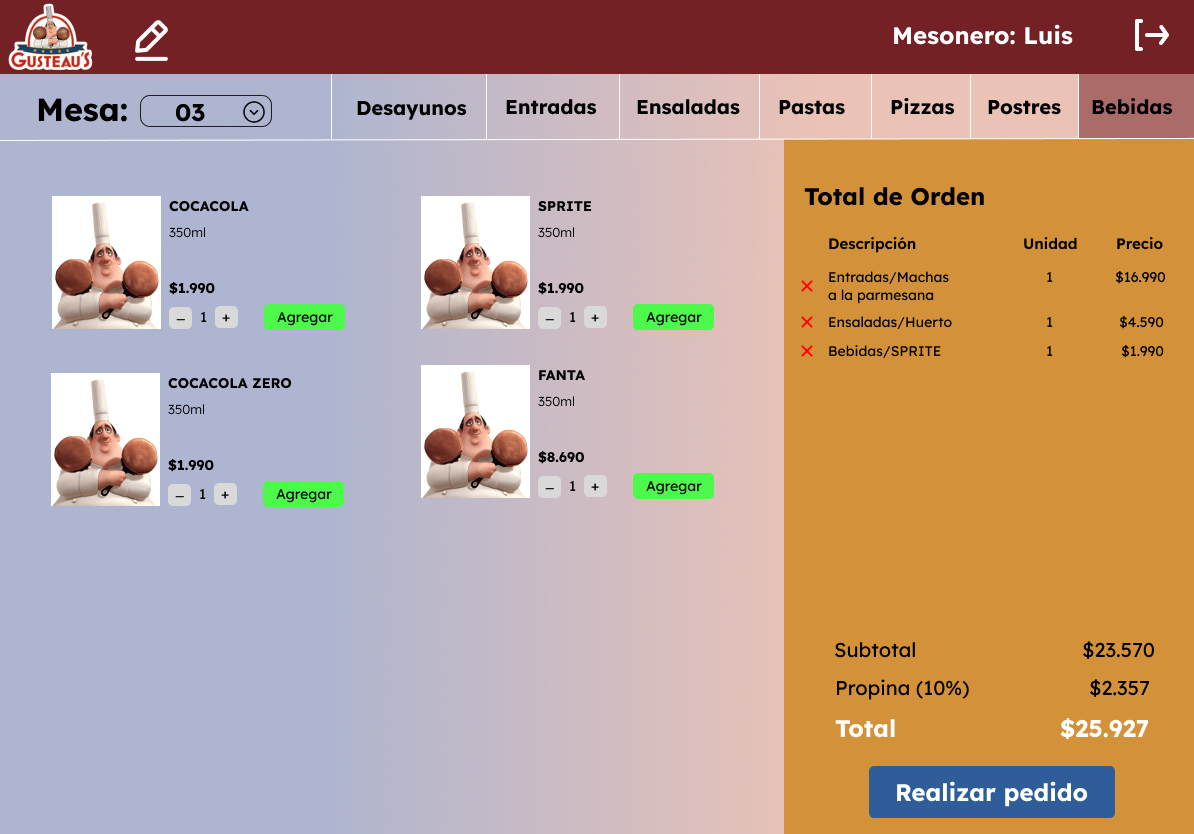 GUSTEAU'S
Mesonero: Luis
Mesa: 03
Desayunos Entradas Ensaladas Pastas Pizzas Postres Bebidas
COCACOLA
350ml
$1.990
– 1 + Agregar
SPRITE
350ml
$1.990
– 1 + Agregar
COCACOLA ZERO
350ml
$1.990
– 1 + Agregar
FANTA
350ml
$8.690
– 1 + Agregar
Total de Orden
Descripción Unidad Precio
Entradas/Machas 1 $16.990
a la parmesana
Ensaladas/Huerto 1 $4.590
Bebidas/SPRITE 1 $1.990
Subtotal $23.570
Propina (10%) $2.357
Total $25.927
Realizar pedido